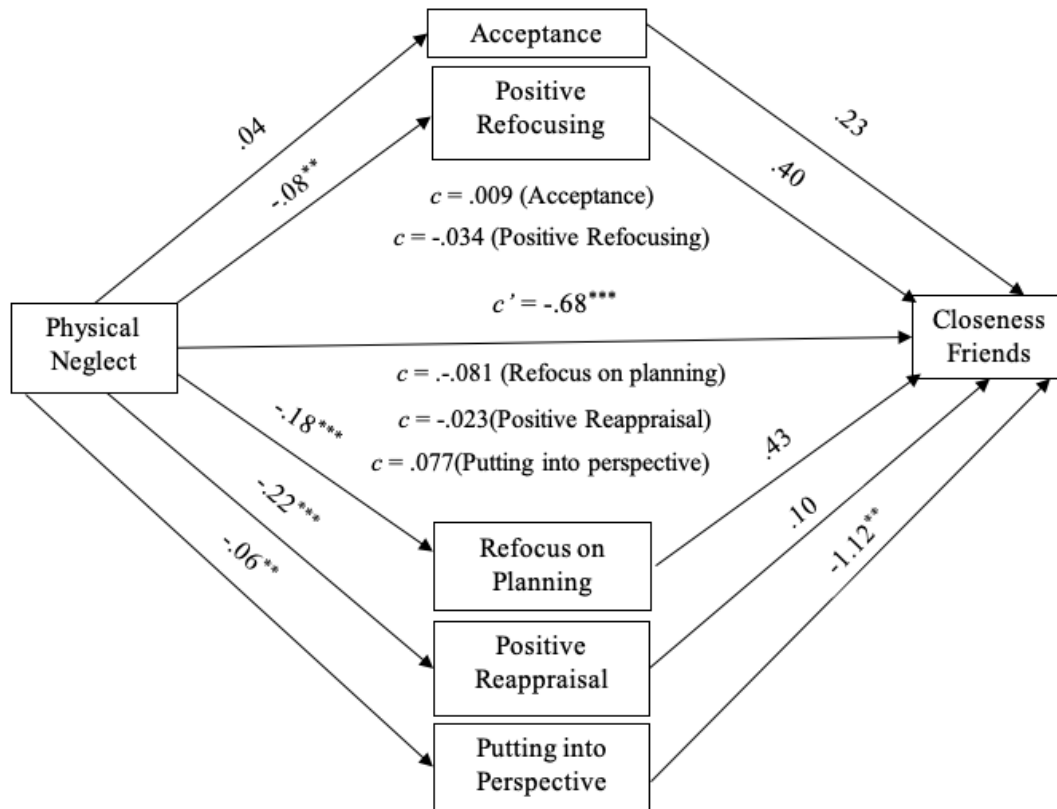 Acceptance
Positive
Refocusing
.04
-.08**
.23
.40
c = .009 (Acceptance)
c = -.034 (Positive Refocusing)
c’ = -.68***
Physical
Neglect
Closeness
Friends
c = .-.081 (Refocus on planning)
c = -.023(Positive Reappraisal)
c = .077(Putting into perspective)
-.18***
-.22***
-.06**
.43
.10
-1.12**
Refocus on
Planning
Positive
Reappraisal
Putting into
Perspective